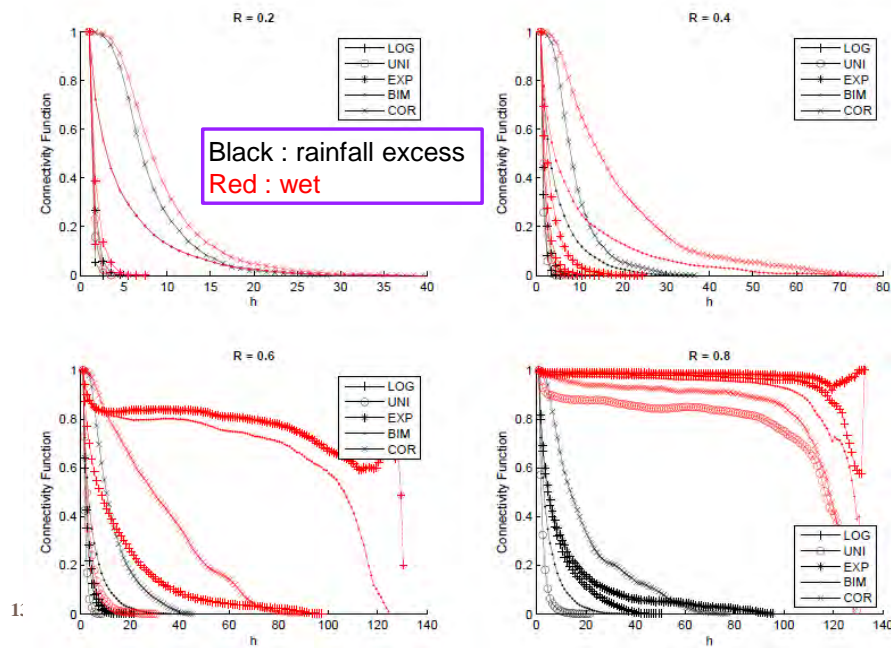 R = 0.2
Connectivity Function
1
0.8
0.6
0.4
0.2
0
0 5 10 15 20 25 30 35 40
h
LOG
UNI
EXP
BIM
COR
R = 0.4
Connectivity Function
1
0.8
0.6
0.4
0.2
0
0 10 20 30 40 50 60 70 80
h
LOG
UNI
EXP
BIM
COR
Black : rainfall excess
Red : wet
R = 0.6
Connectivity Function
1
0.8
0.6
0.4
0.2
0
0 20 40 60 80 100 120 140
h
LOG
UNI
EXP
BIM
COR
R = 0.8
Connectivity Function
1
0.8
0.6
0.4
0.2
0
0 20 40 60 80 100 120 140
h
LOG
UNI
EXP
BIM
COR